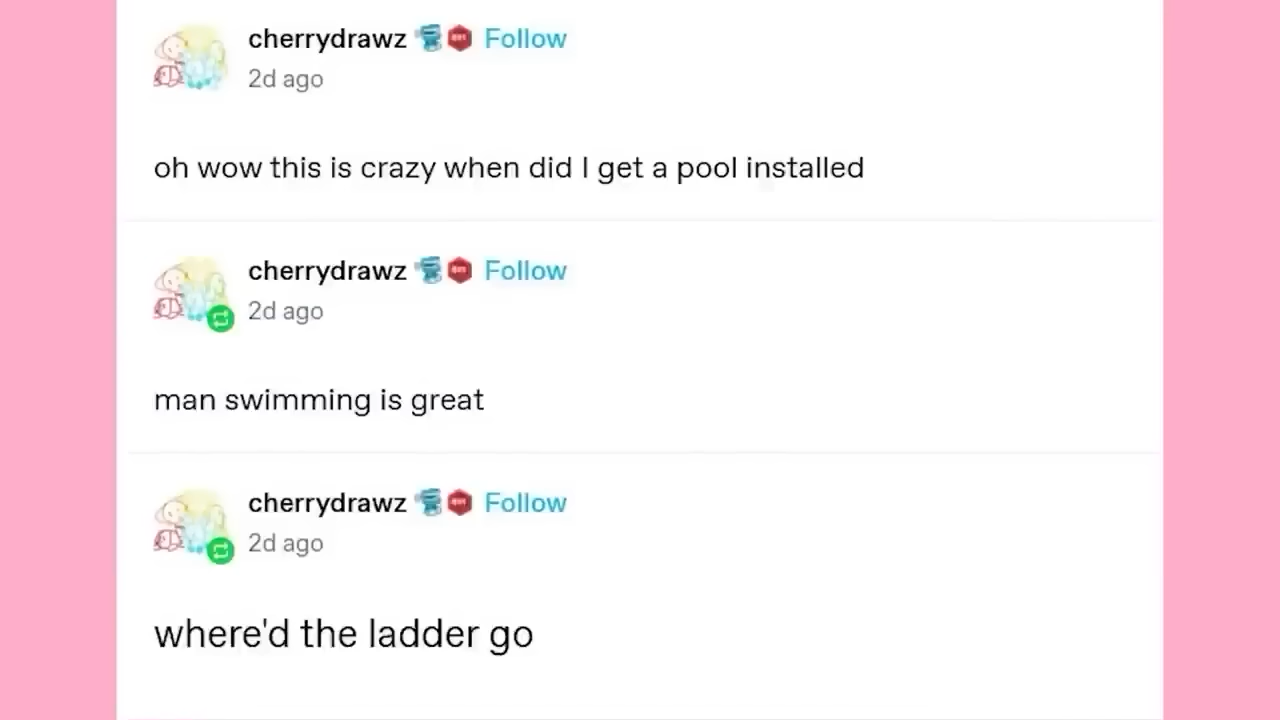 cherrydrawz Follow
2d ago
oh wow this is crazy when did I get a pool installed
cherrydrawz Follow
2d ago
man swimming is great
cherrydrawz Follow
2d ago
where'd the ladder go